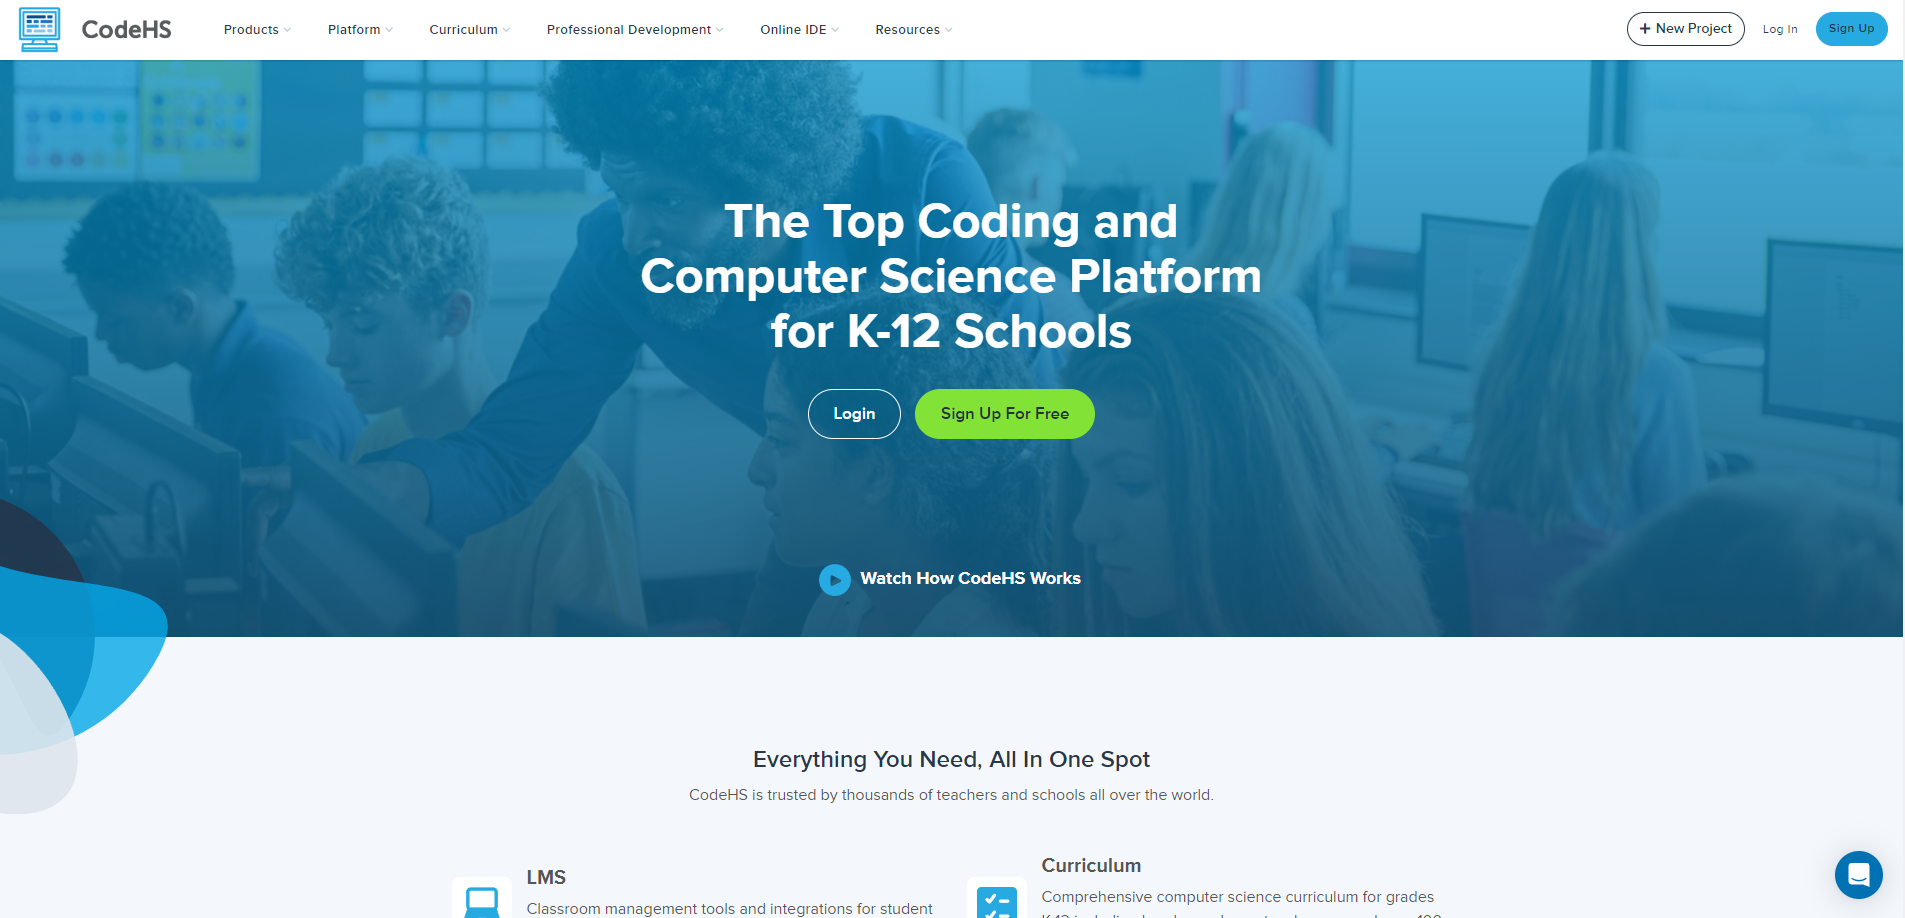 CodeHS
Products
Platform
Curriculum
Professional Development
Online IDE
Resources
+ New Project
Log In
Sign Up
The Top Coding and
Computer Science Platform
for K-12 Schools
Login
Sign Up For Free
Watch How CodeHS Works
Everything You Need, All In One Spot
CodeHS is trusted by thousands of teachers and schools all over the world.
LMS
Classroom management tools and integrations for student
Curriculum
Comprehensive computer science curriculum for grades